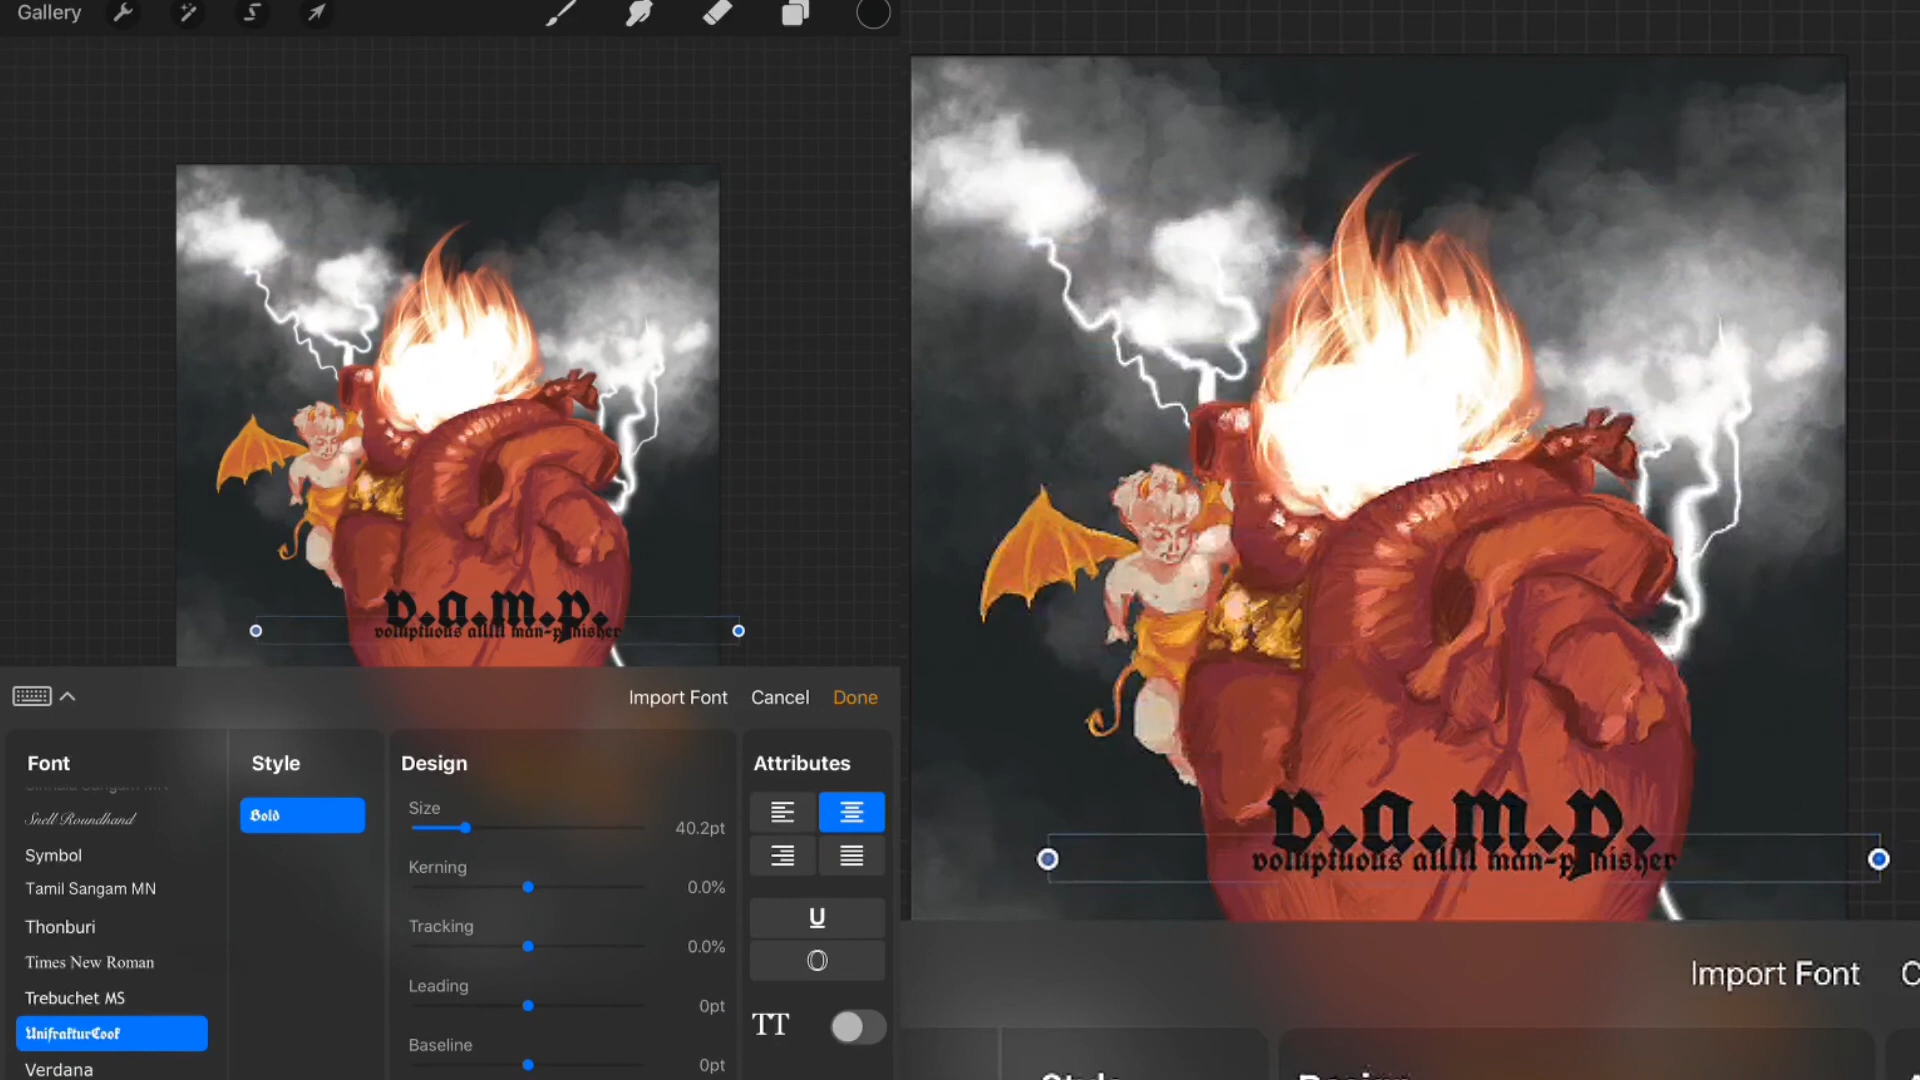 Gallery
v.a.m.p.
voluptuous man-punisher
Import Font Cancel Done
Font Style Design Attributes
Snell Roundhand
Symbol
Tamil Sangam MN
Thonburi
Times New Roman
Trebuchet MS
UnifrakturCook
Verdana
Bold
Size 40.2pt
Kerning 0.0%
Tracking 0.0%
Leading 0pt
Baseline 0pt
U
O
TT
v.a.m.p.
voluptuous man-punisher
Import Font C